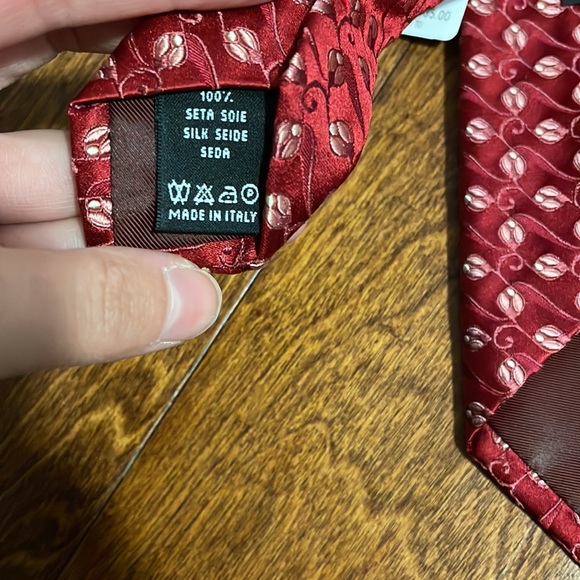 100%
SETA SOIE
SILK SEIDE
SEDA
P
MADE IN ITALY